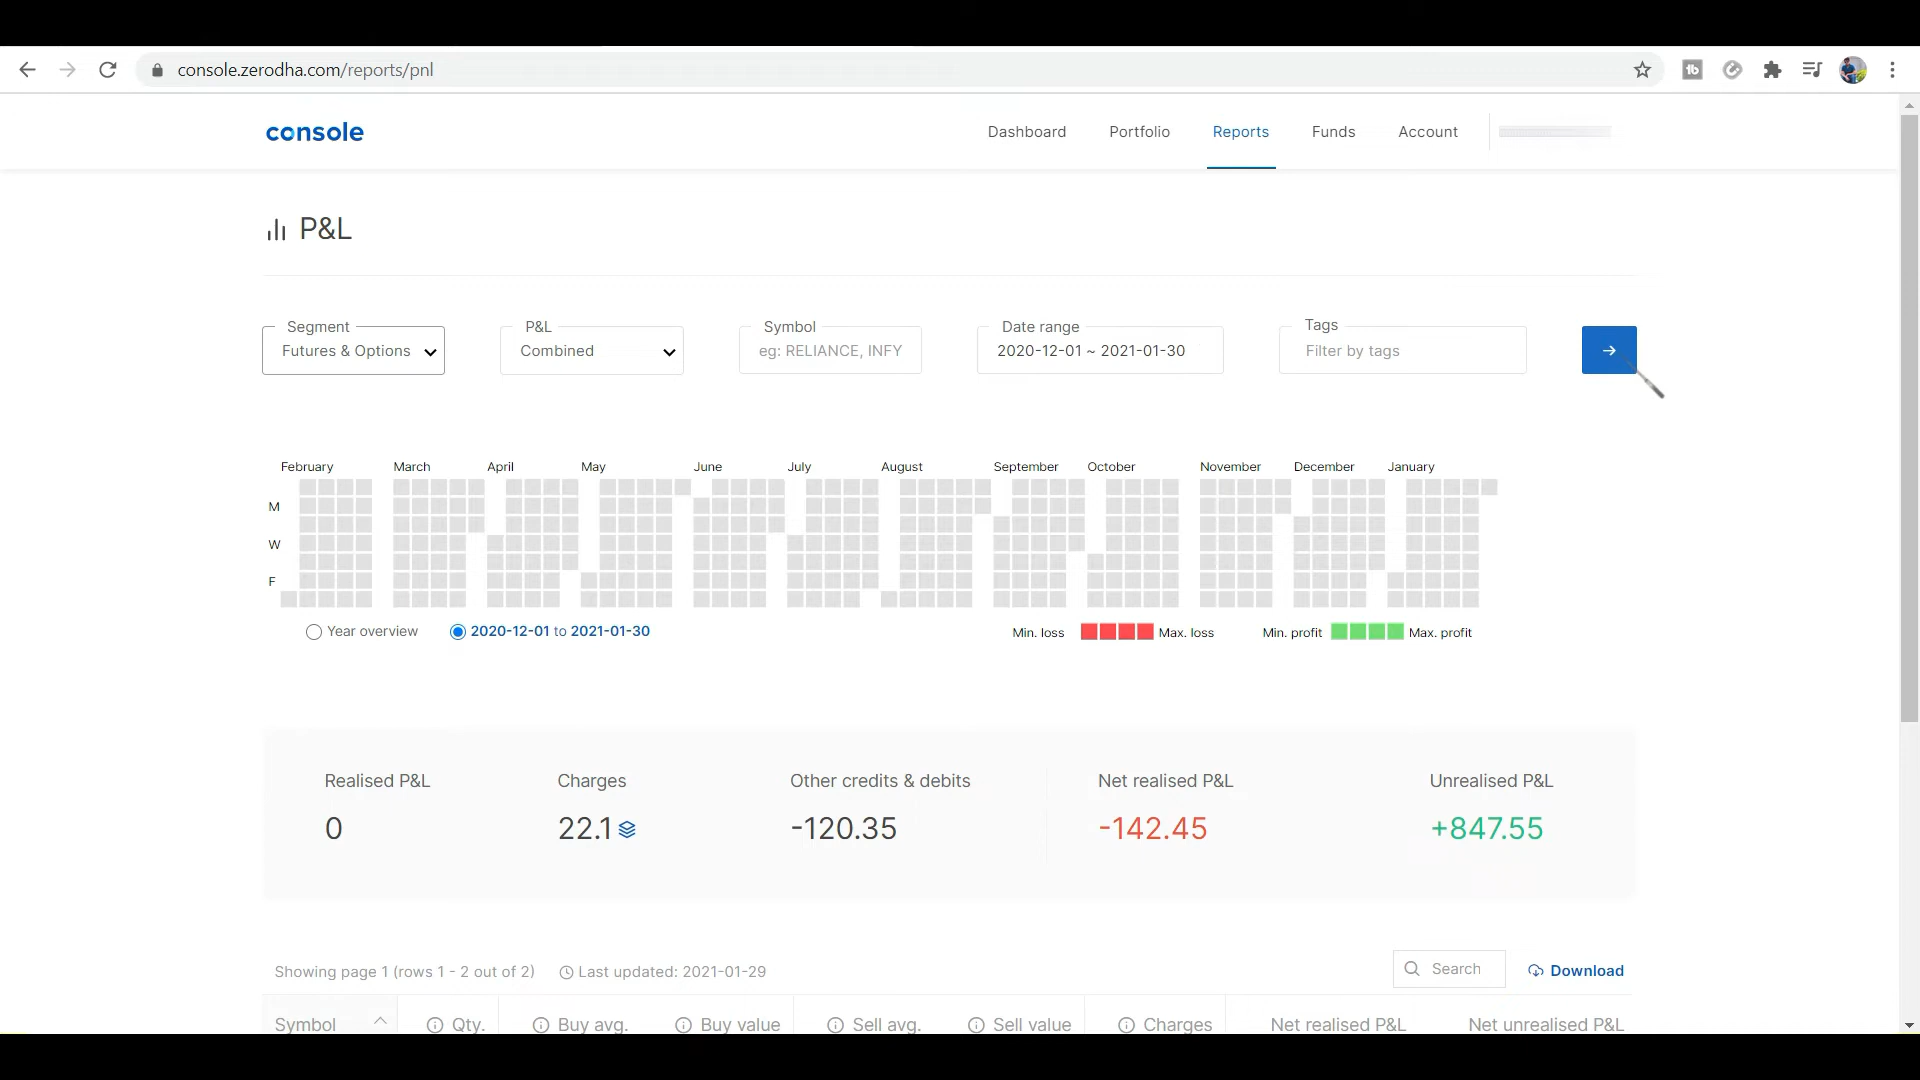 console.zerodha.com/reports/pnl
console
Dashboard Portfolio Reports Funds Account
P&L
Segment P&L Symbol Date range Tags
Futures & Options Combined eg: RELIANCE, INFY 2020-12-01 ~ 2021-01-30 Filter by tags
February March April May June July August September October November December January
M
W
F
Year overview 2020-12-01 to 2021-01-30 Min. loss Max. loss Min. profit Max. profit
Realised P&L Charges Other credits & debits Net realised P&L Unrealised P&L
0 22.1 -120.35 -142.45 +847.55
Showing page 1 (rows 1 - 2 out of 2) Last updated: 2021-01-29 Search Download
Symbol Qty. Buy avg. Buy value Sell avg. Sell value Charges Net realised P&L Net unrealised P&L